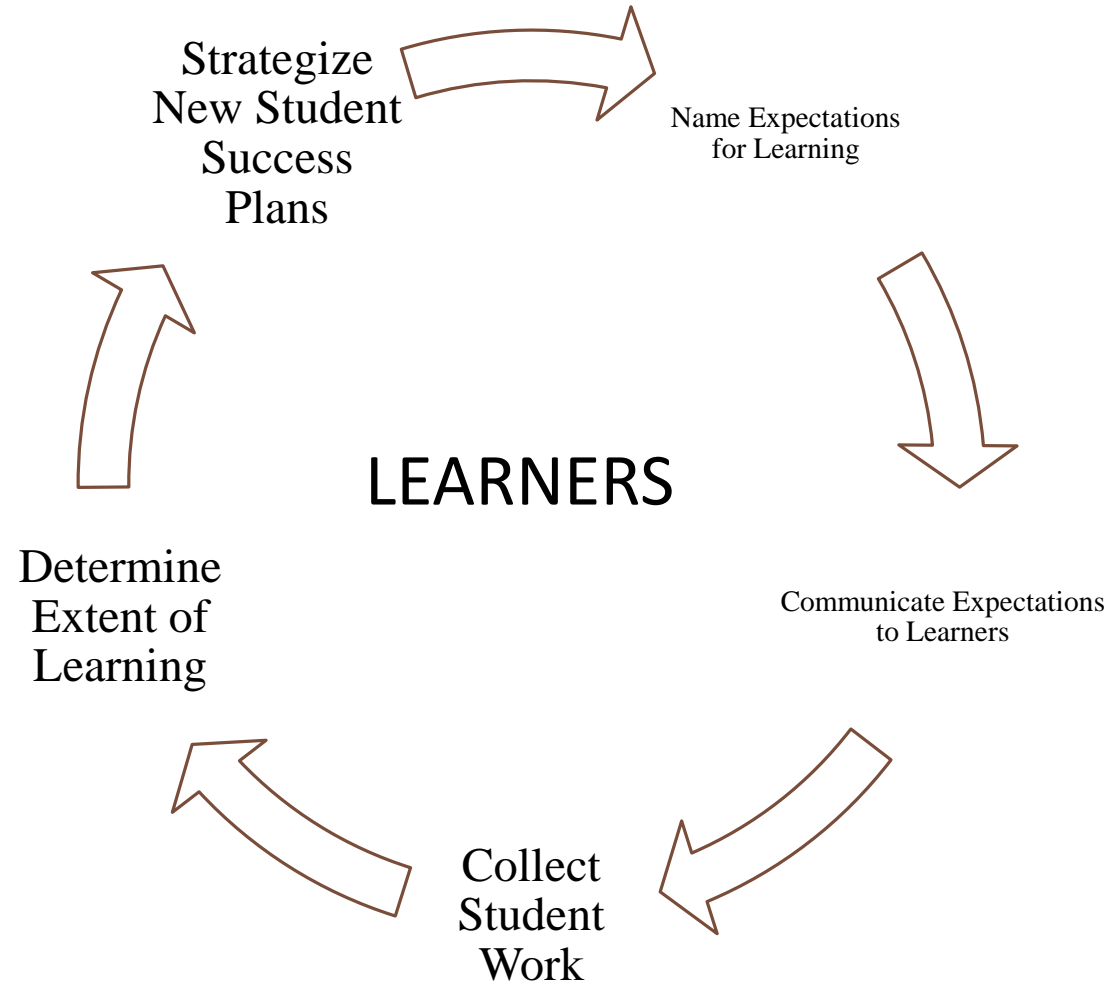 Strategize
New Student
Success
Plans
Name Expectations
for Learning
LEARNERS
Determine
Extent of
Learning
Communicate Expectations
to Learners
Collect
Student
Work